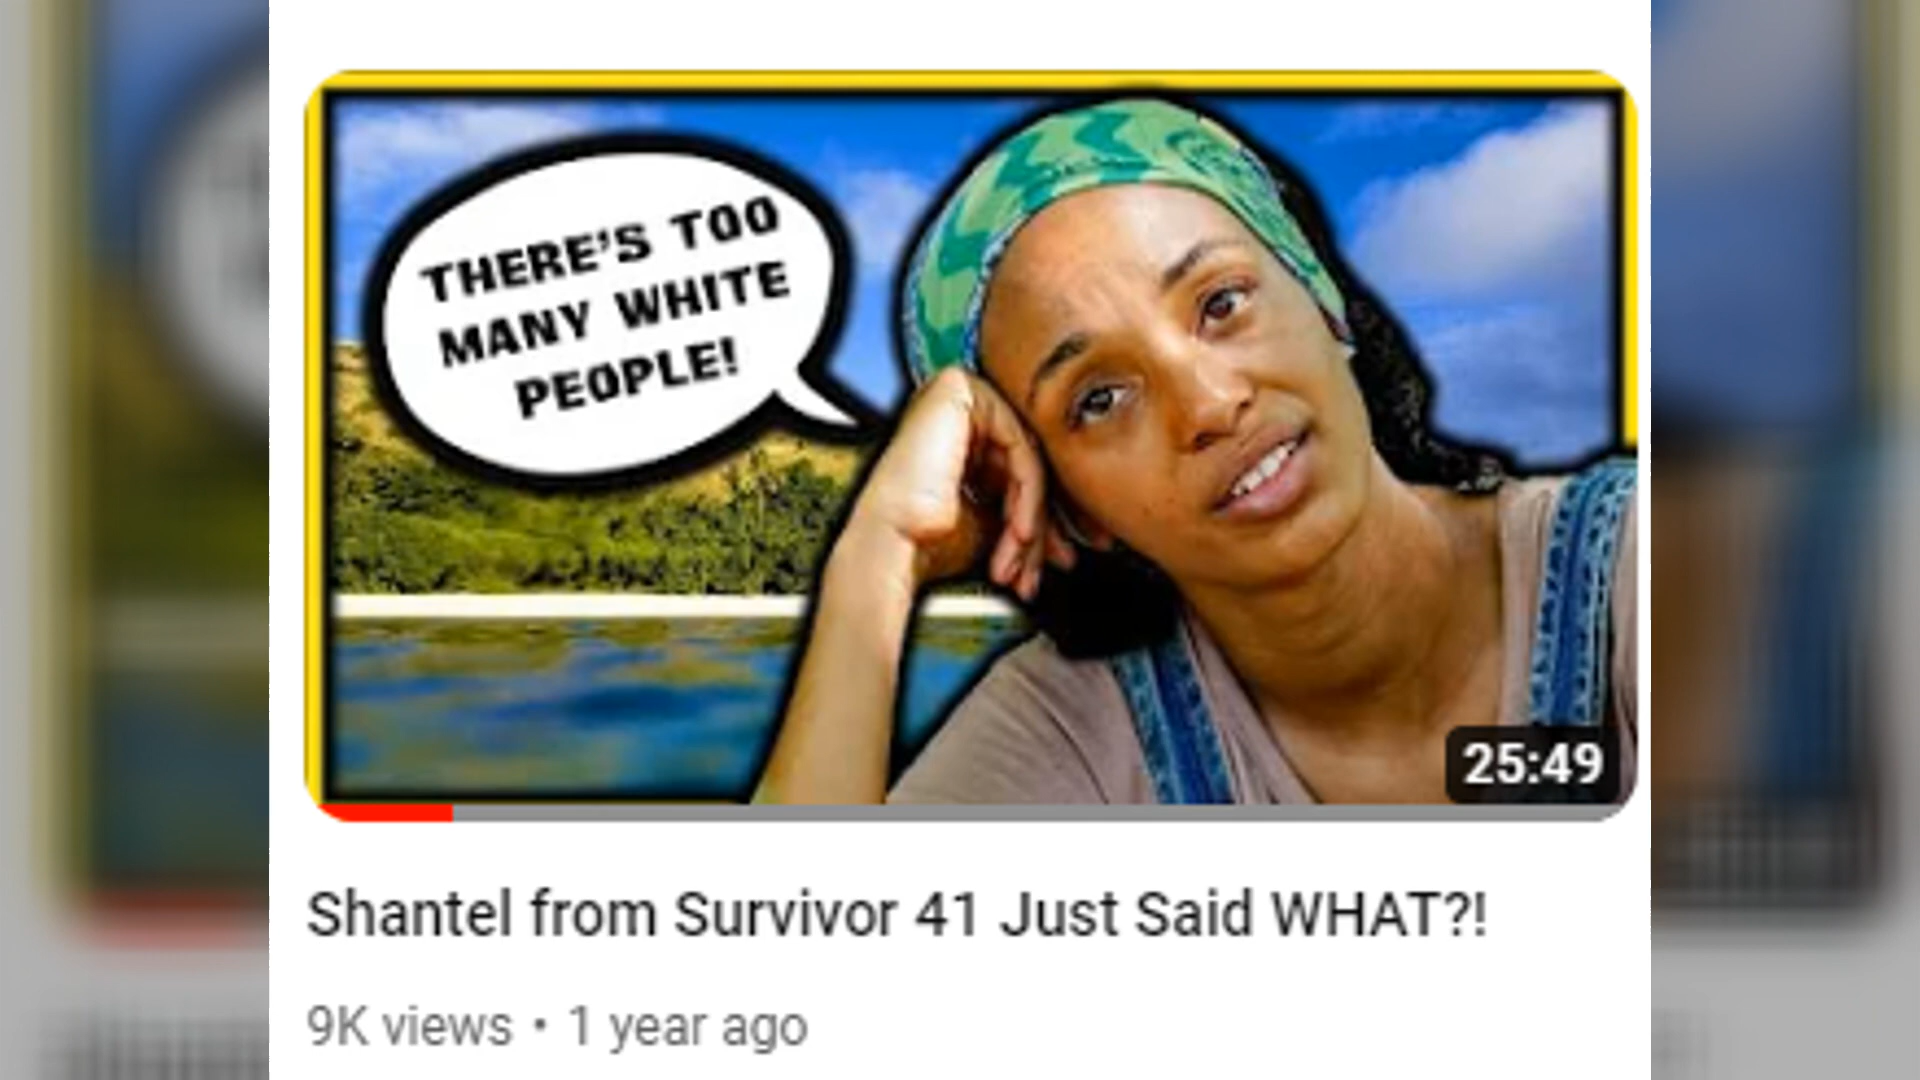 THERE'S TOO
MANY WHITE
PEOPLE!
25:49
Shantel from Survivor 41 Just Said WHAT?!
9K views • 1 year ago